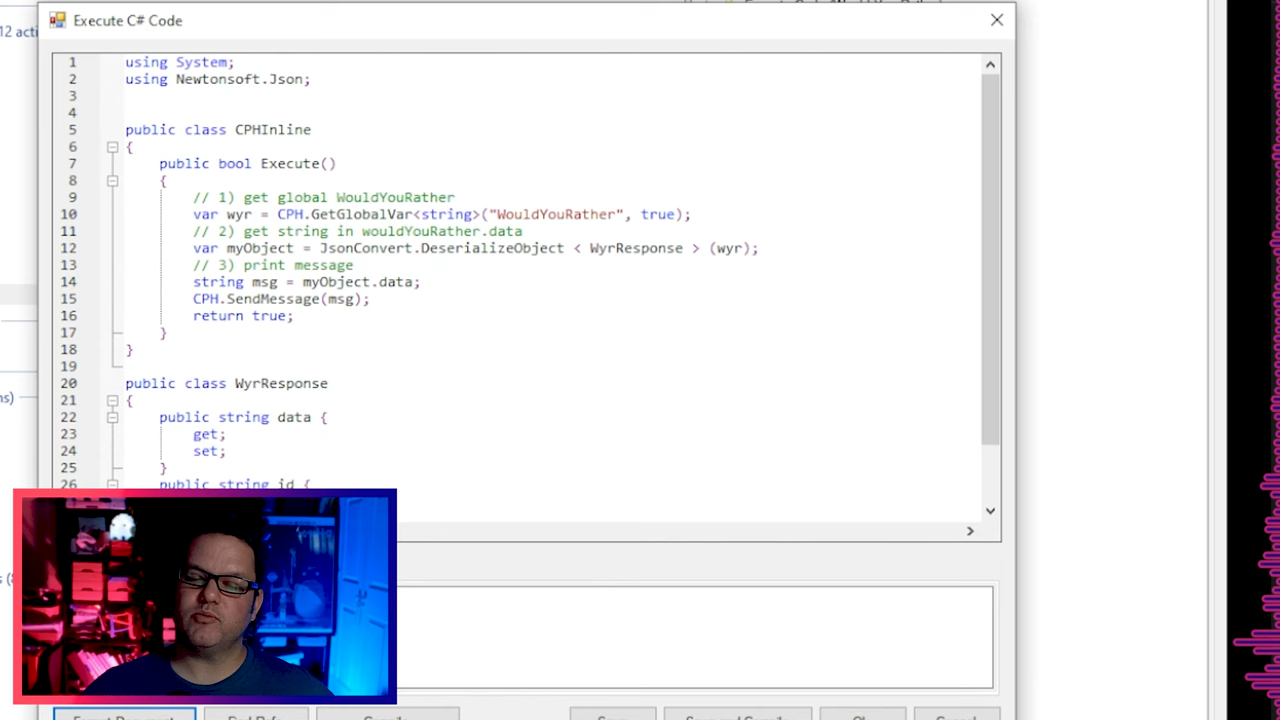 12 acti
Execute C# Code
1 using System;
2 using Newtonsoft.Json;
3
4
5 public class CPHInline
6 {
7 public bool Execute()
8 {
9 // 1) get global WouldYouRather
10 var wyr = CPH.GetGlobalVar<string>("WouldYouRather", true);
11 // 2) get string in wouldYouRather.data
12 var myObject = JsonConvert.DeserializeObject < WyrResponse > (wyr);
13 // 3) print message
14 string msg = myObject.data;
15 CPH.SendMessage(msg);
16 return true;
17 }
18 }
19
20 public class WyrResponse
21 {
22 public string data {
23 get;
24 set;
25 }
26 public string id {
ns)